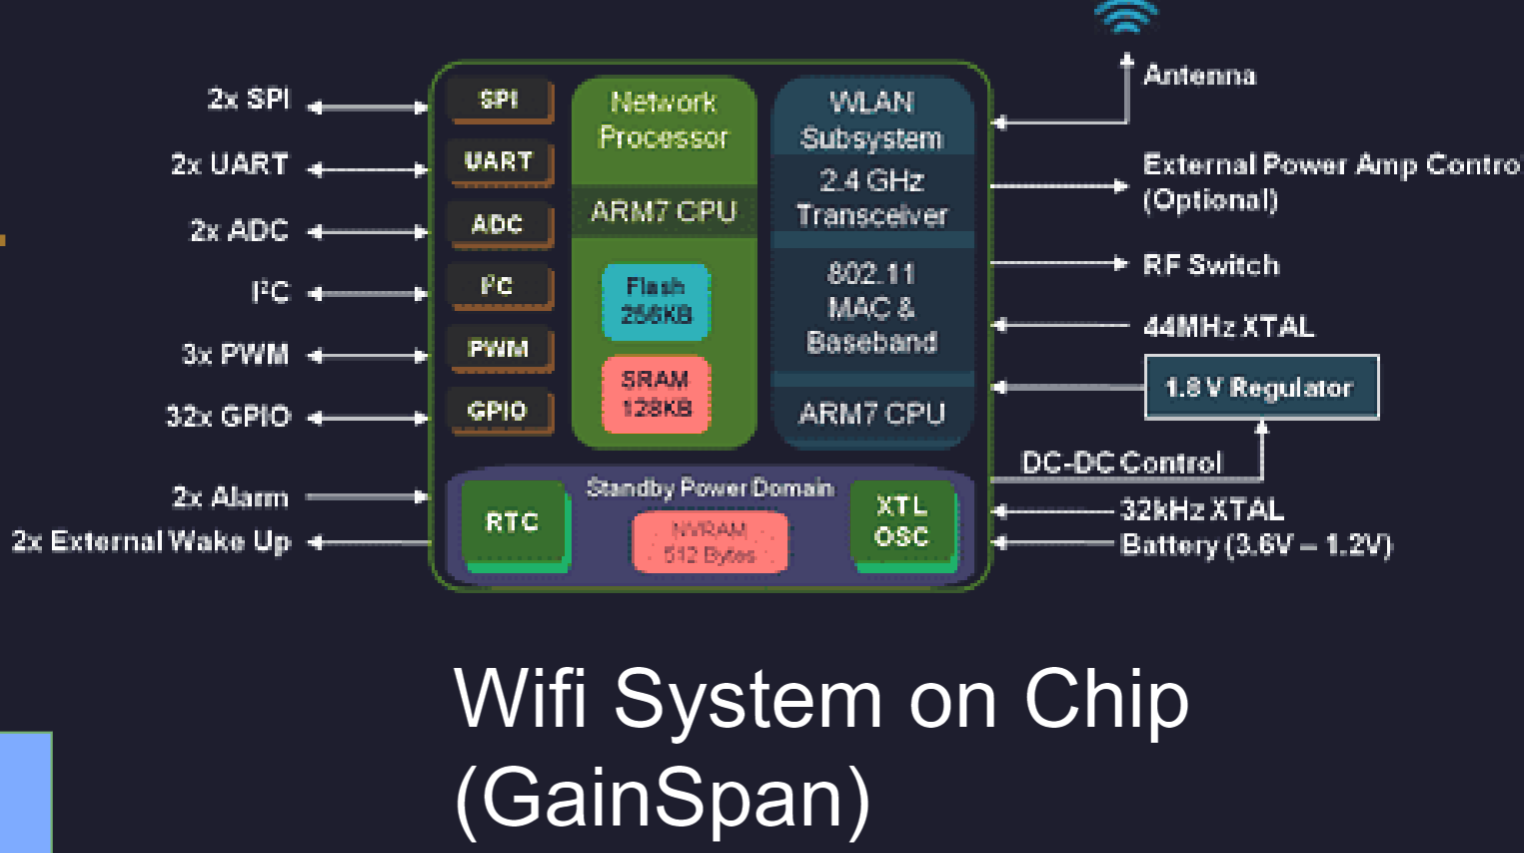 2x SPI
2x UART
2x ADC
I²C
3x PWM
32x GPIO
2x Alarm
2x External Wake Up
SPI
UART
ADC
I²C
PWM
GPIO
Network
Processor
ARM7 CPU
Flash
256KB
SRAM
128KB
WLAN
Subsystem
2.4 GHz
Transceiver
802.11
MAC &
Baseband
ARM7 CPU
Standby Power Domain
RTC
NVRAM
512 Bytes
XTL
OSC
Antenna
External Power Amp Contro
(Optional)
RF Switch
44MHz XTAL
1.8 V Regulator
DC-DC Control
32kHz XTAL
Battery (3.6V – 1.2V)
Wifi System on Chip
(GainSpan)